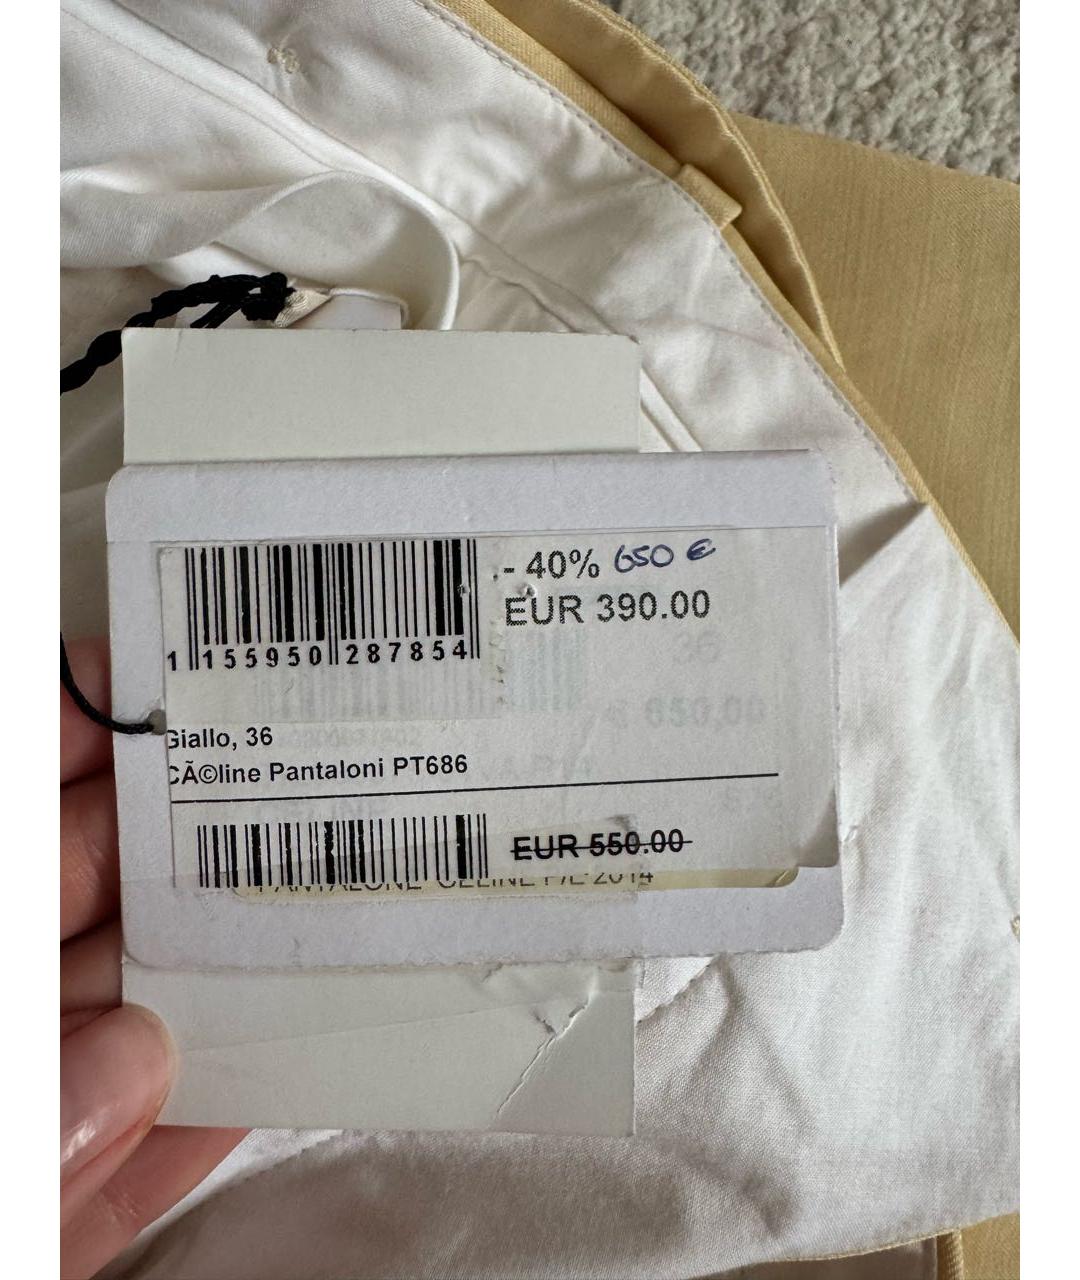 - 40% 650 €
EUR 390.00
1 155950 287854
36
€ 650,00
Giallo, 36
CÃ©line Pantaloni PT686
EUR 550.00
PANTALONE CELINE P/E 2014